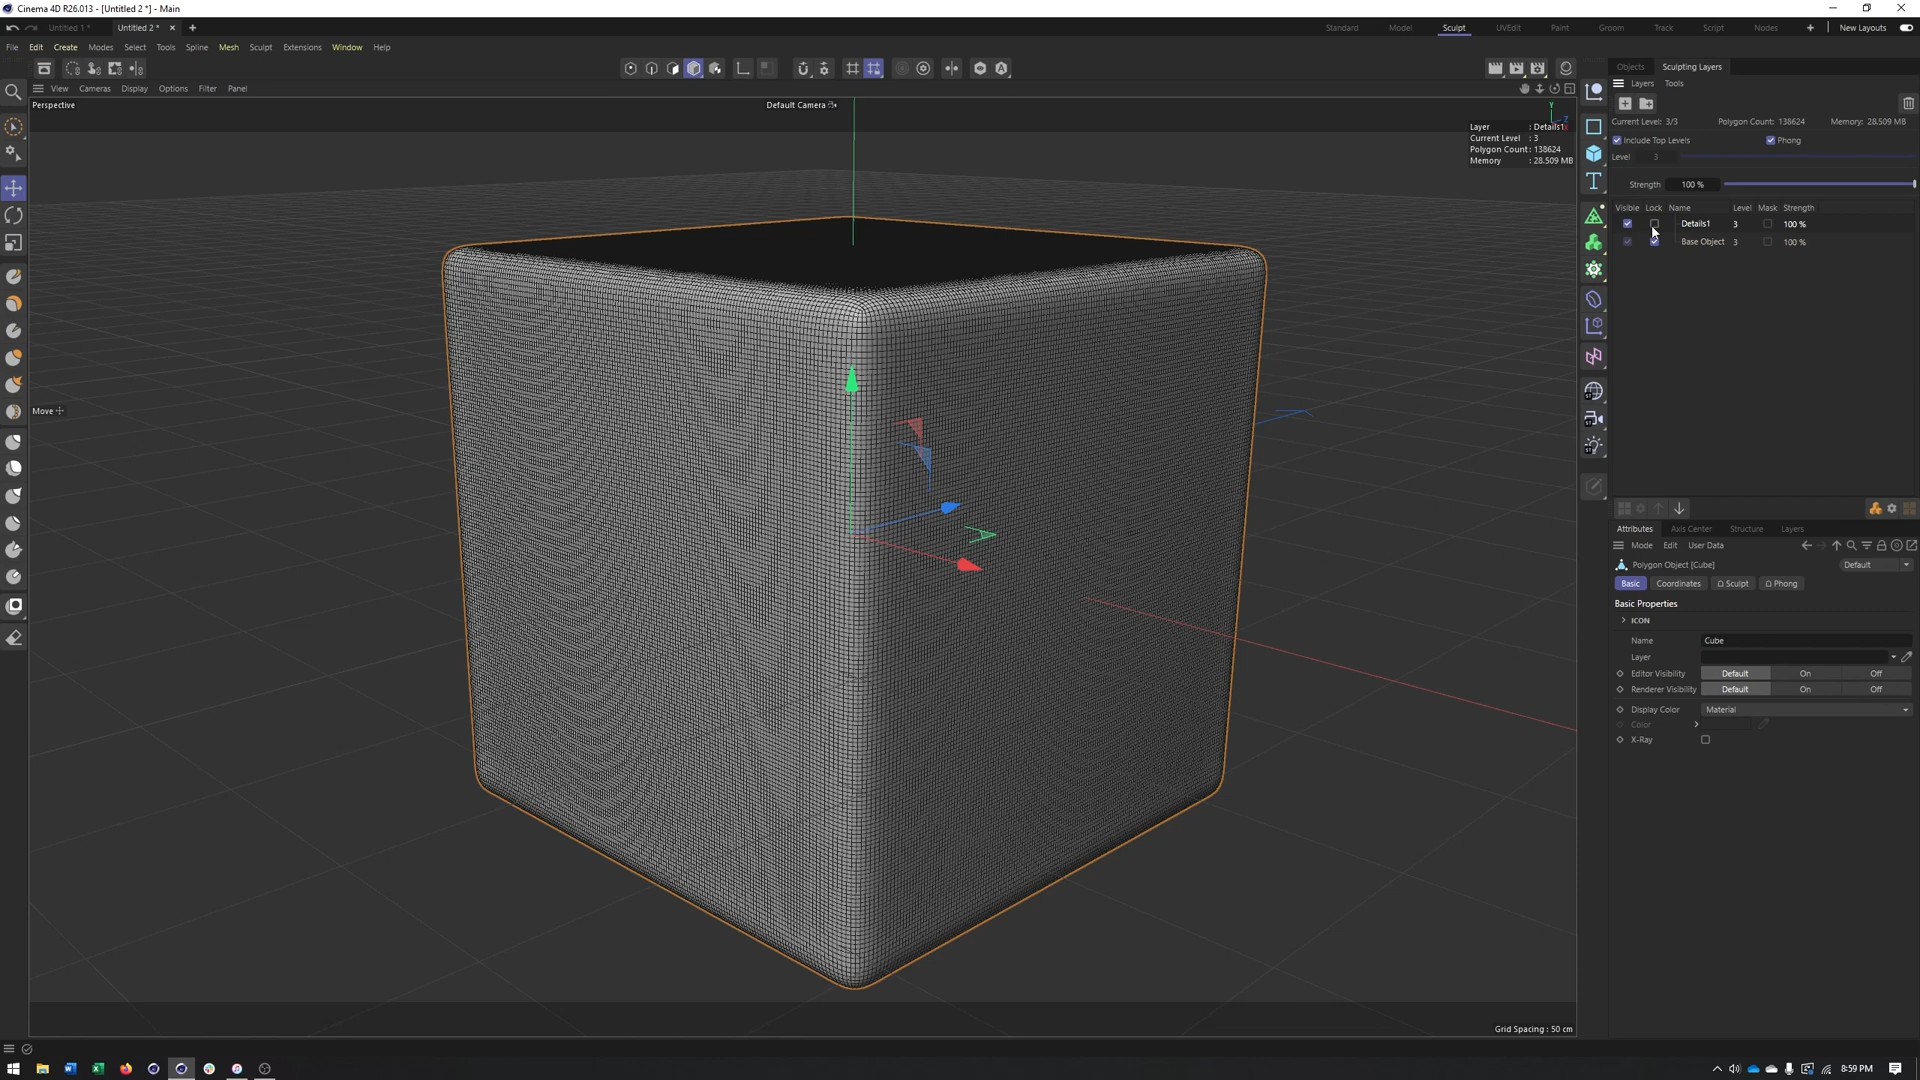 Cinema 4D R26.013 - [Untitled 2 *] - Main
Untitled 1 * Untitled 2 * Standard Model Sculpt UVEdit Paint Groom Track Script Nodes New Layouts
File Edit Create Modes Select Tools Spline Mesh Sculpt Extensions Window Help
View Cameras Display Options Filter Panel
Perspective Default Camera
Y
Z
X
Layer : Details1
Current Level : 3
Polygon Count : 138624
Memory : 28.509 MB
Move
Grid Spacing : 50 cm
Objects Sculpting Layers
Layers Tools
Current Level: 3/3 Polygon Count: 138624 Memory: 28.509 MB
Include Top Levels Phong
Level 3
Strength 100 %
Visible Lock Name Level Mask Strength
Details1 3 100 %
Base Object 3 100 %
Attributes Axis Center Structure Layers
Mode Edit User Data
Polygon Object [Cube] Default
Basic Coordinates Sculpt Phong
Basic Properties
ICON
Name Cube
Layer
Editor Visibility Default On Off
Renderer Visibility Default On Off
Display Color Material
Color
X-Ray
8:59 PM